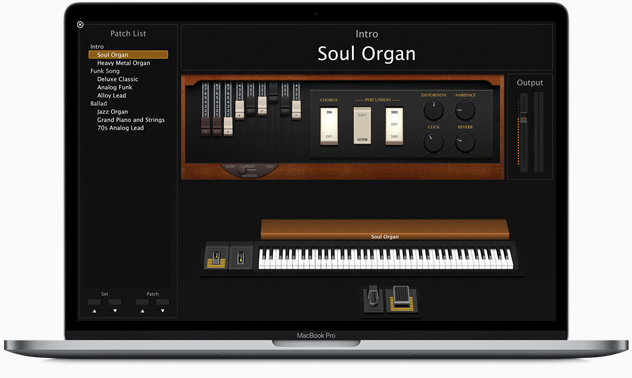 Patch List
Intro
Soul Organ
Heavy Metal Organ
Funk Song
Deluxe Classic
Analog Funk
Alloy Lead
Ballad
Jazz Organ
Grand Piano and Strings
70s Analog Lead
Set
Patch
Intro
Soul Organ
CHORUS
PERCUSSION
DISTORTION
AMBIENCE
ON
OFF
SOFT
NORM
3RD
OFF
2ND
CLICK
REVERB
Output
Soul Organ
MacBook Pro